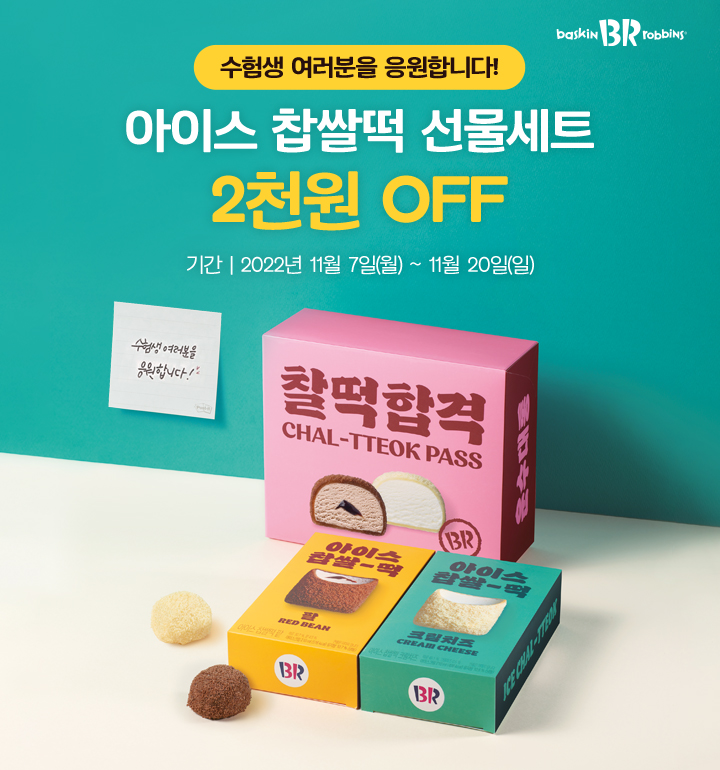 baskin BR robbins
수험생 여러분을 응원합니다!
아이스 찹쌀떡 선물세트
2천원 OFF
기간 | 2022년 11월 7일(월) ~ 11월 20일(일)
수험생 여러분을
응원합니다!
찰떡합격
CHAL-TTEOK PASS
BR
아이스
찹쌀-떡
팥
RED BEAN
BR
아이스
찹쌀-떡
크림치즈
CREAM CHEESE
BR
ICE CHAL-TTEOK